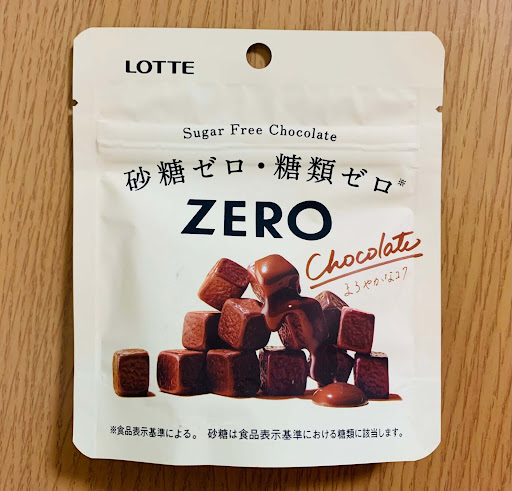 LOTTE
Sugar Free Chocolate
砂糖ゼロ・糖類ゼロ※
ZERO
Chocolate
まろやかなコク
※食品表示基準による。 砂糖は食品表示基準における糖類に該当します。